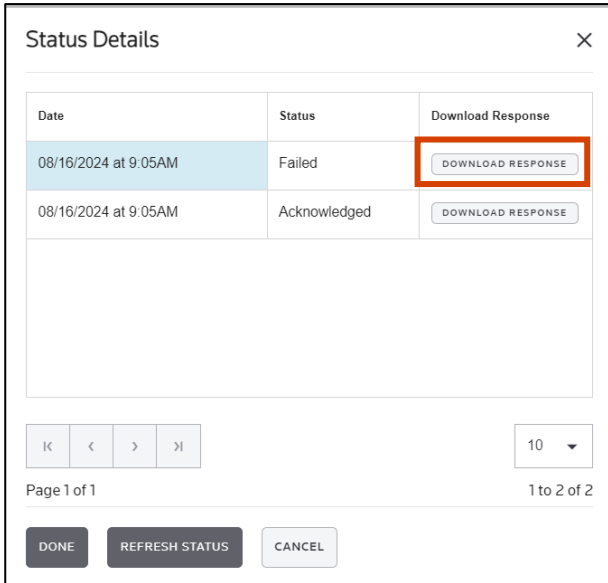 Status Details
Date Status Download Response
08/16/2024 at 9:05AM Failed DOWNLOAD RESPONSE
08/16/2024 at 9:05AM Acknowledged DOWNLOAD RESPONSE
10
Page 1 of 1 1 to 2 of 2
DONE REFRESH STATUS CANCEL